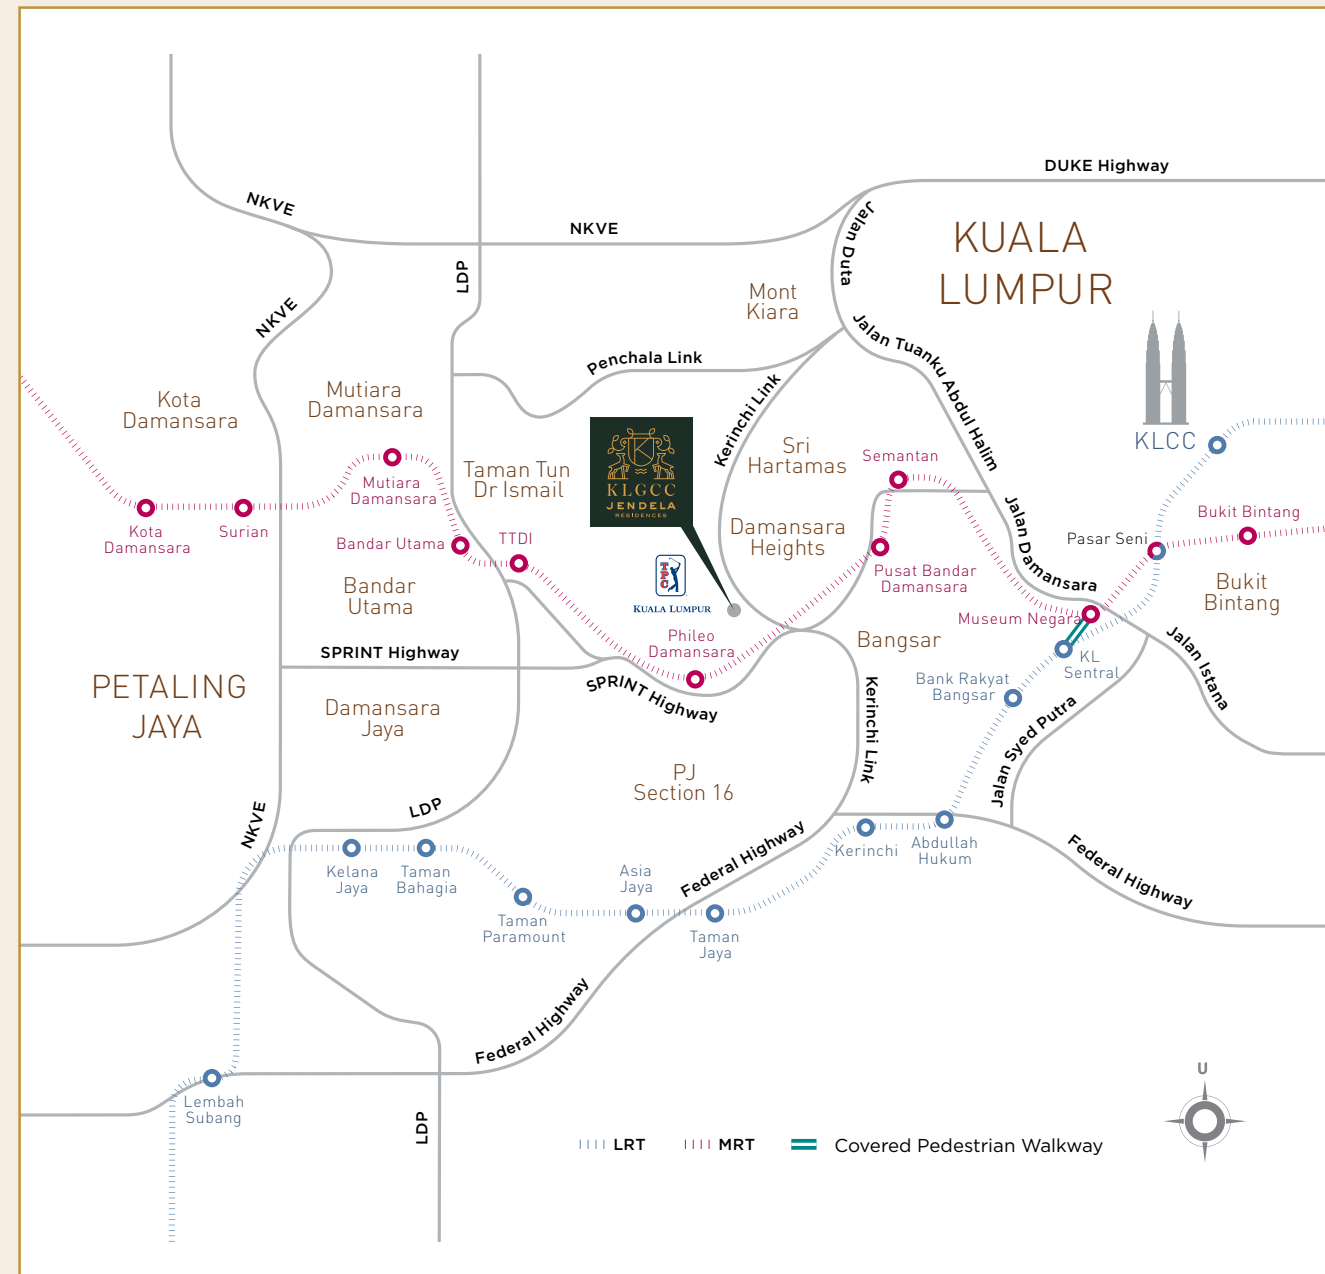 DUKE Highway
NKVE
NKVE
Jalan Duta
KUALA
LUMPUR
LDP
Mont
Kiara
NKVE
Jalan Tuanku Abdul Halim
Penchala Link
Kerinchi Link
Kota
Damansara
Mutiara
Damansara
KLCC
Sri
Hartamas
Semantan
Taman Tun
Dr Ismail
Mutiara
Damansara
KLGCC
JENDELA
RESIDENCES
Jalan Damansara
Bukit Bintang
Kota
Damansara
Surian
Bandar Utama
TTDI
Damansara
Heights
Pasar Seni
Bandar
Utama
TPC
KUALA LUMPUR
Pusat Bandar
Damansara
Bukit
Bintang
Phileo
Damansara
Bangsar
Museum Negara
Jalan Istana
SPRINT Highway
SPRINT Highway
KL
Sentral
PETALING
JAYA
Damansara
Jaya
Kerinchi Link
Bank Rakyat
Bangsar
Jalan Syed Putra
PJ
Section 16
NKVE
LDP
Federal Highway
Kerinchi
Abdullah
Hukum
Federal Highway
Kelana
Jaya
Taman
Bahagia
Asia
Jaya
Taman
Paramount
Taman
Jaya
Federal Highway
Lembah
Subang
LDP
U
LRT
MRT
Covered Pedestrian Walkway